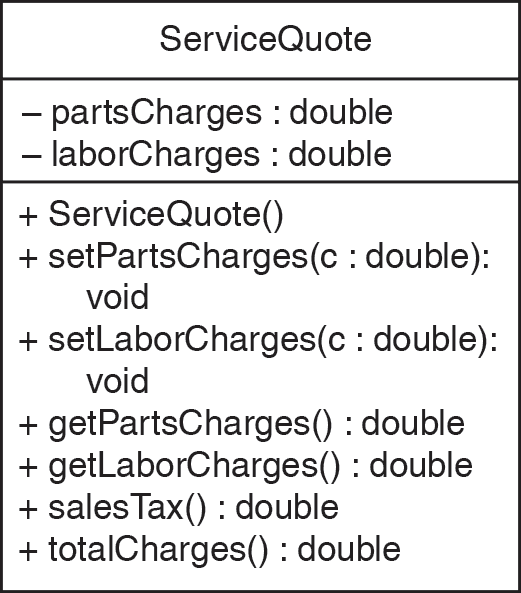 ServiceQuote
– partsCharges : double
– laborCharges : double
+ ServiceQuote()
+ setPartsCharges(c : double):
void
+ setLaborCharges(c : double):
void
+ getPartsCharges() : double
+ getLaborCharges() : double
+ salesTax() : double
+ totalCharges() : double